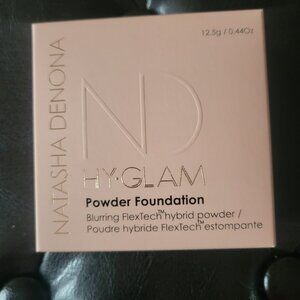 12.5g / 0.44Oz
NATASHA DENONA
ND
HY-GLAM
Powder Foundation
Blurring FlexTech™ hybrid powder /
Poudre hybride FlexTech™ estompante